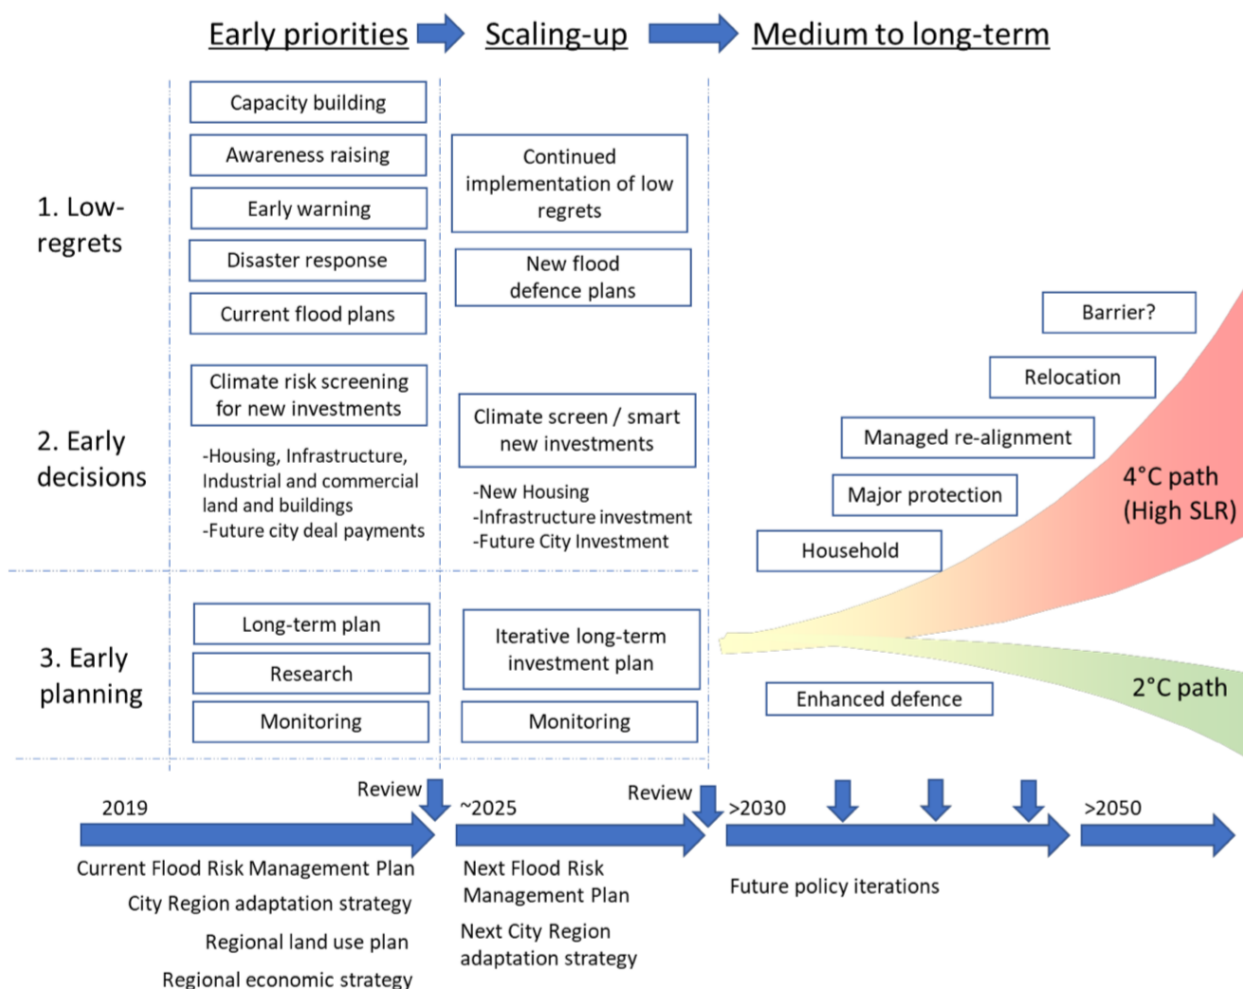 Early priorities
Scaling-up
Medium to long-term
1. Low-
regrets
Capacity building
Awareness raising
Early warning
Disaster response
Current flood plans
Continued
implementation of low
regrets
New flood
defence plans
2. Early
decisions
Climate risk screening
for new investments
-Housing, Infrastructure,
Industrial and commercial
land and buildings
-Future city deal payments
Climate screen / smart
new investments
-New Housing
-Infrastructure investment
-Future City Investment
3. Early
planning
Long-term plan
Research
Monitoring
Iterative long-term
investment plan
Monitoring
Barrier?
Relocation
Managed re-alignment
Major protection
Household
4°C path
(High SLR)
2°C path
Enhanced defence
Review
Review
2019
~2025
>2030
>2050
Current Flood Risk Management Plan
City Region adaptation strategy
Regional land use plan
Regional economic strategy
Next Flood Risk
Management Plan
Next City Region
adaptation strategy
Future policy iterations